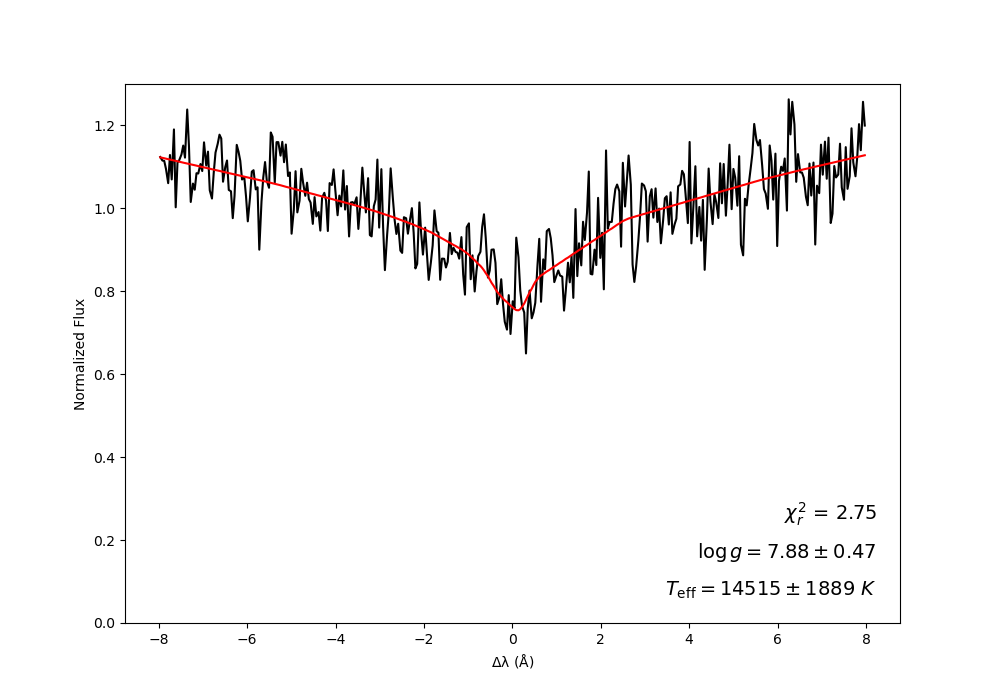 1.2
1.0
0.8
0.6
0.4
0.2
0.0
Normalized Flux
χ²ᵣ = 2.75
log g = 7.88 ± 0.47
T_eff = 14515 ± 1889 K
−8 −6 −4 −2 0 2 4 6 8
Δλ (Å)